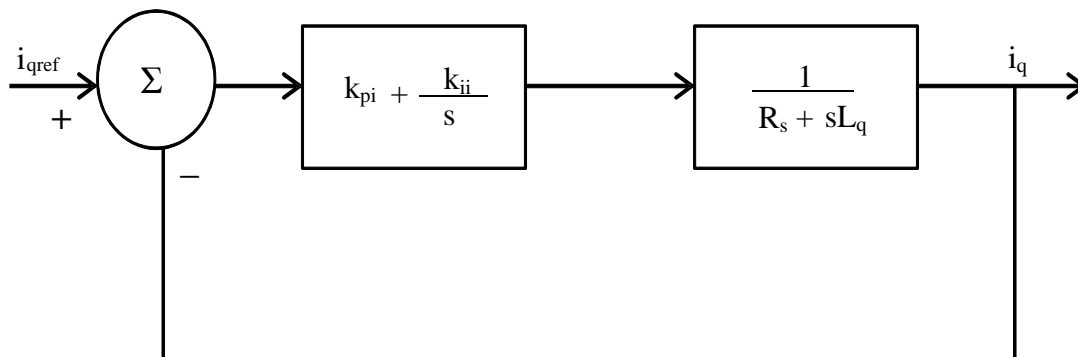 i_qref
+
Σ
−
k_pi + k_ii / s
1 / R_s + sL_q
i_q